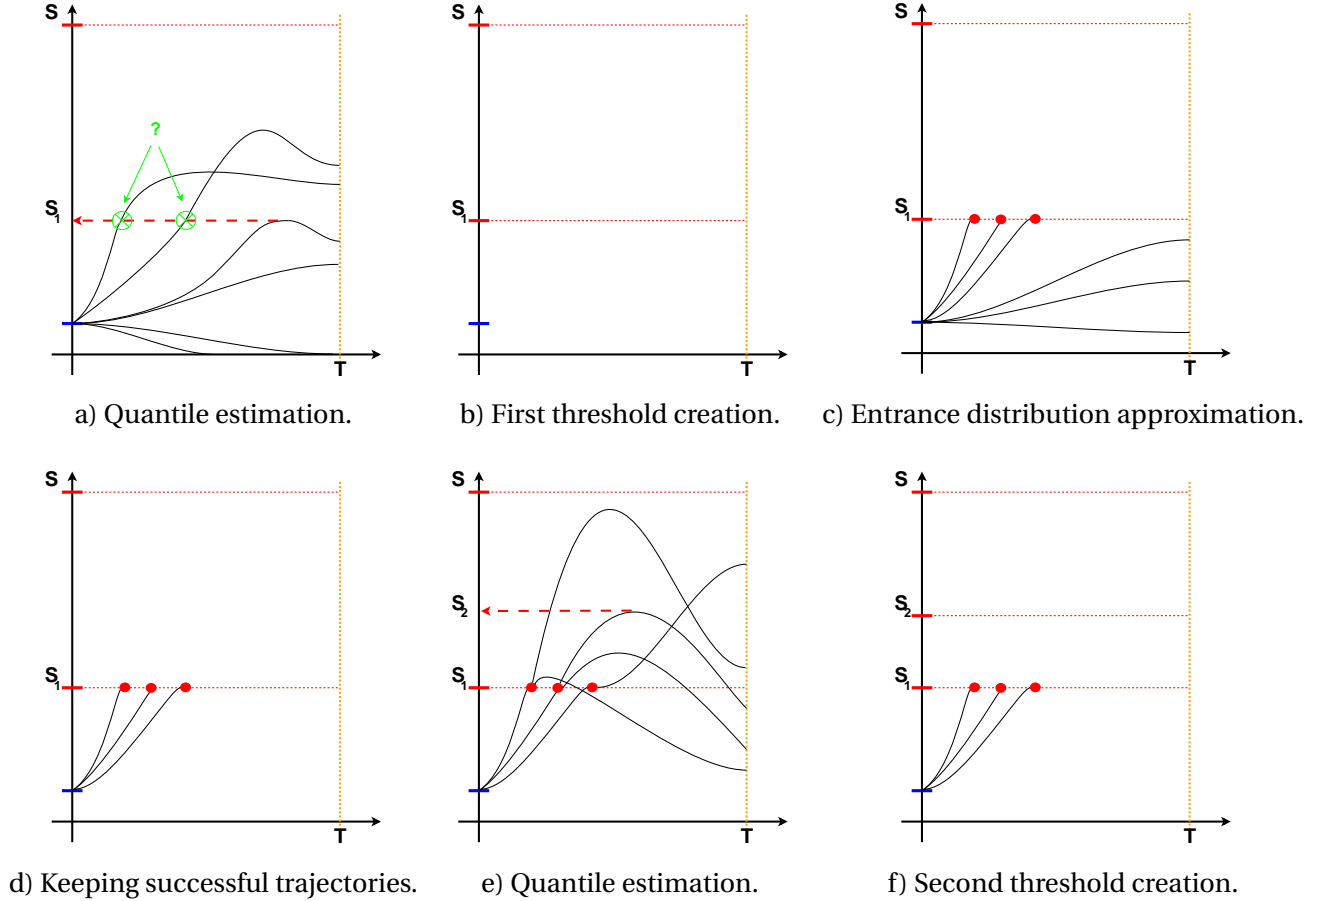 S
?
S1
T
a) Quantile estimation.
S
S1
T
b) First threshold creation.
S
S1
T
c) Entrance distribution approximation.
S
S1
T
d) Keeping successful trajectories.
S
S2
S1
T
e) Quantile estimation.
S
S2
S1
T
f) Second threshold creation.